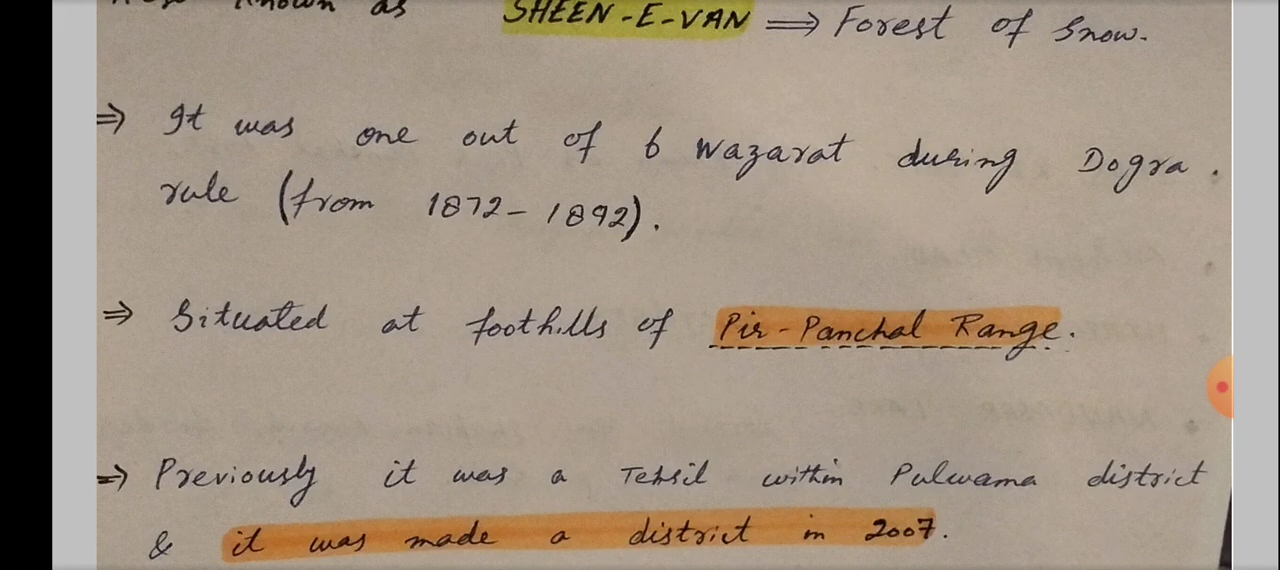 known as SHEEN-E-VAN ⇒ Forest of Snow.
⇒ It was one out of 6 Wazarat during Dogra.
rule (from 1872-1892).
⇒ Situated at foothills of Pir-Panchal Range.
⇒ Previously it was a Tehsil within Pulwama district
& it was made a district in 2007.